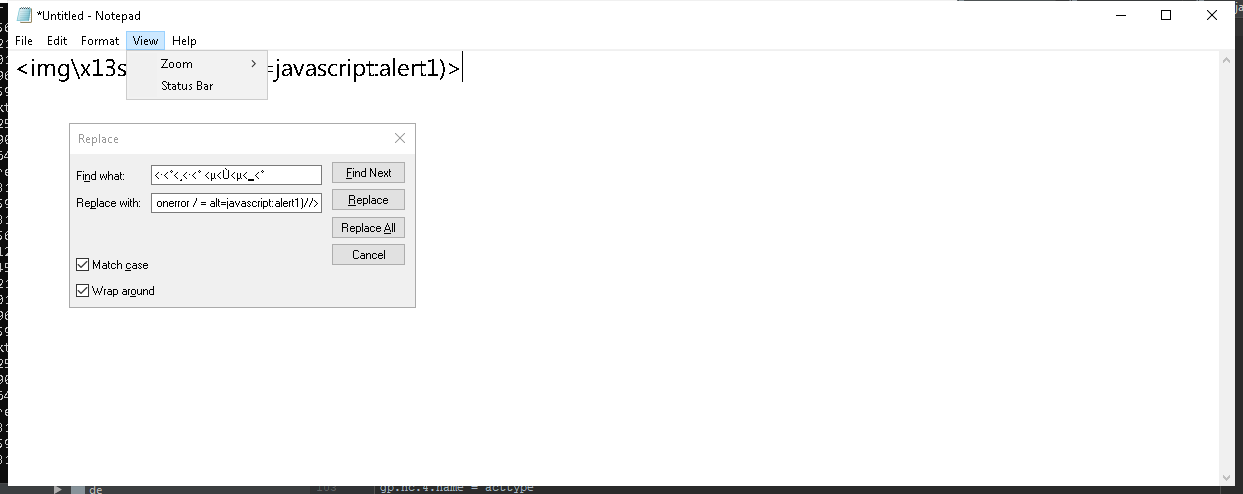 *Untitled - Notepad
File Edit Format View Help
<img\x13s =javascript:alert1)>
Zoom >
Status Bar
Replace
Find what:
Find Next
Replace with: onerror / = alt=javascript:alert1)//>
Replace
Replace All
Cancel
Match case
Wrap around
de
gp.nc.4.name = acttype